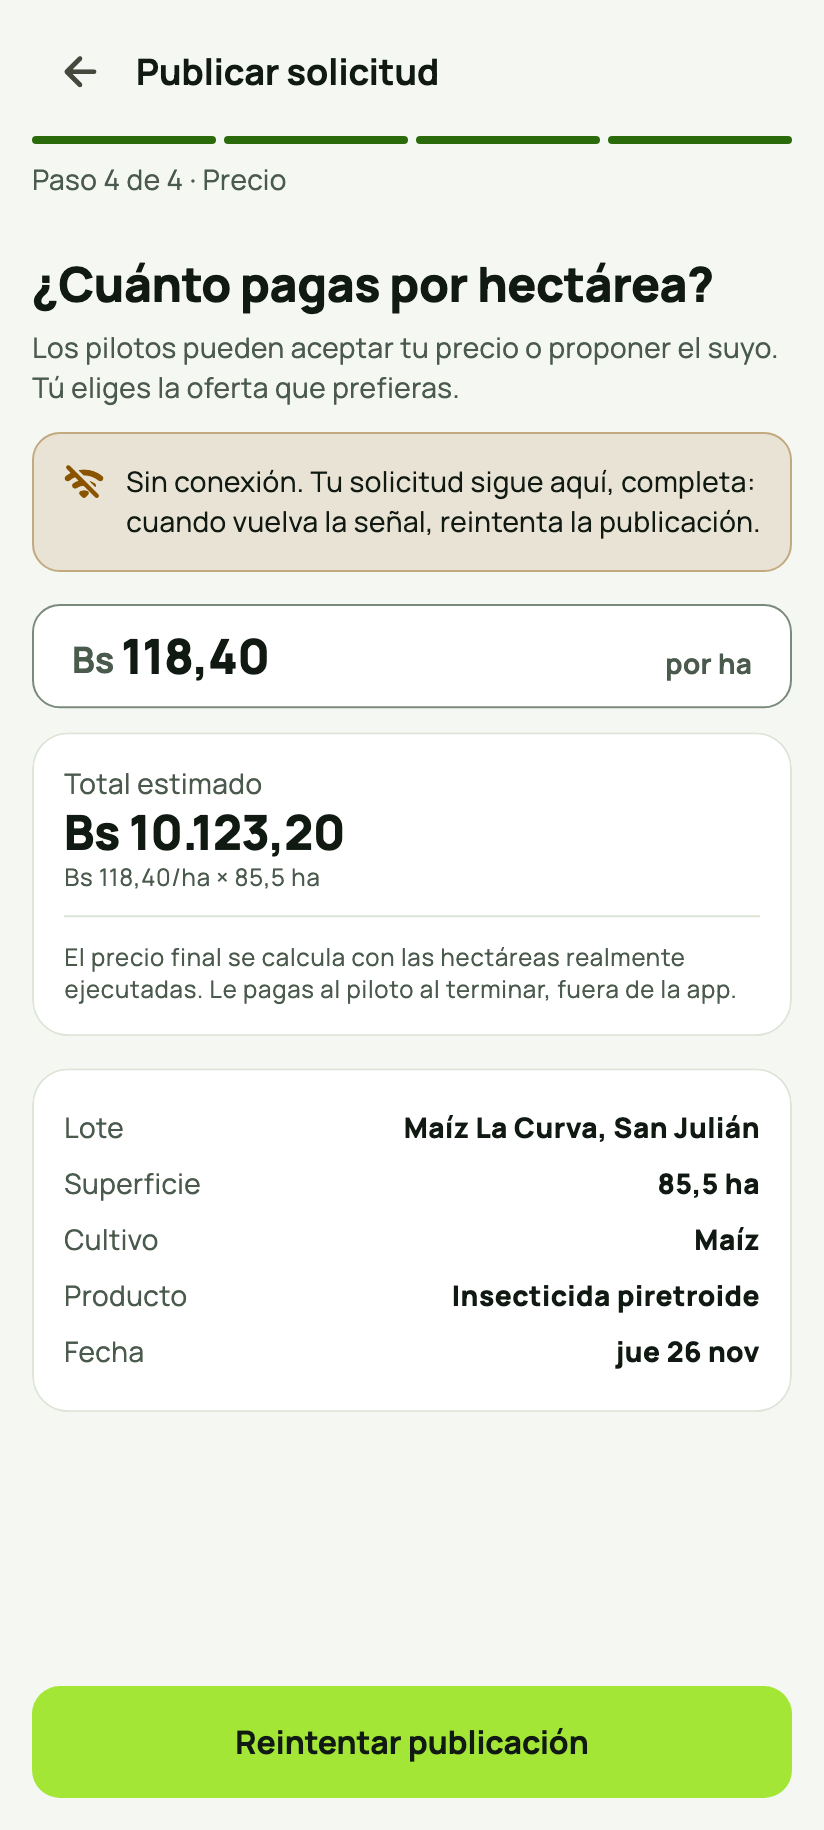 Publicar solicitud
Paso 4 de 4 · Precio
¿Cuánto pagas por hectárea?
Los pilotos pueden aceptar tu precio o proponer el suyo.
Tú eliges la oferta que prefieras.
Sin conexión. Tu solicitud sigue aquí, completa:
cuando vuelva la señal, reintenta la publicación.
Bs 118,40 por ha
Total estimado
Bs 10.123,20
Bs 118,40/ha × 85,5 ha
El precio final se calcula con las hectáreas realmente
ejecutadas. Le pagas al piloto al terminar, fuera de la app.
Lote Maíz La Curva, San Julián
Superficie 85,5 ha
Cultivo Maíz
Producto Insecticida piretroide
Fecha jue 26 nov
Reintentar publicación